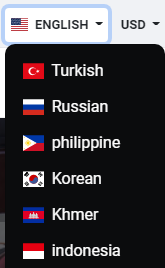 ENGLISH USD
Turkish
Russian
philippine
Korean
Khmer
indonesia